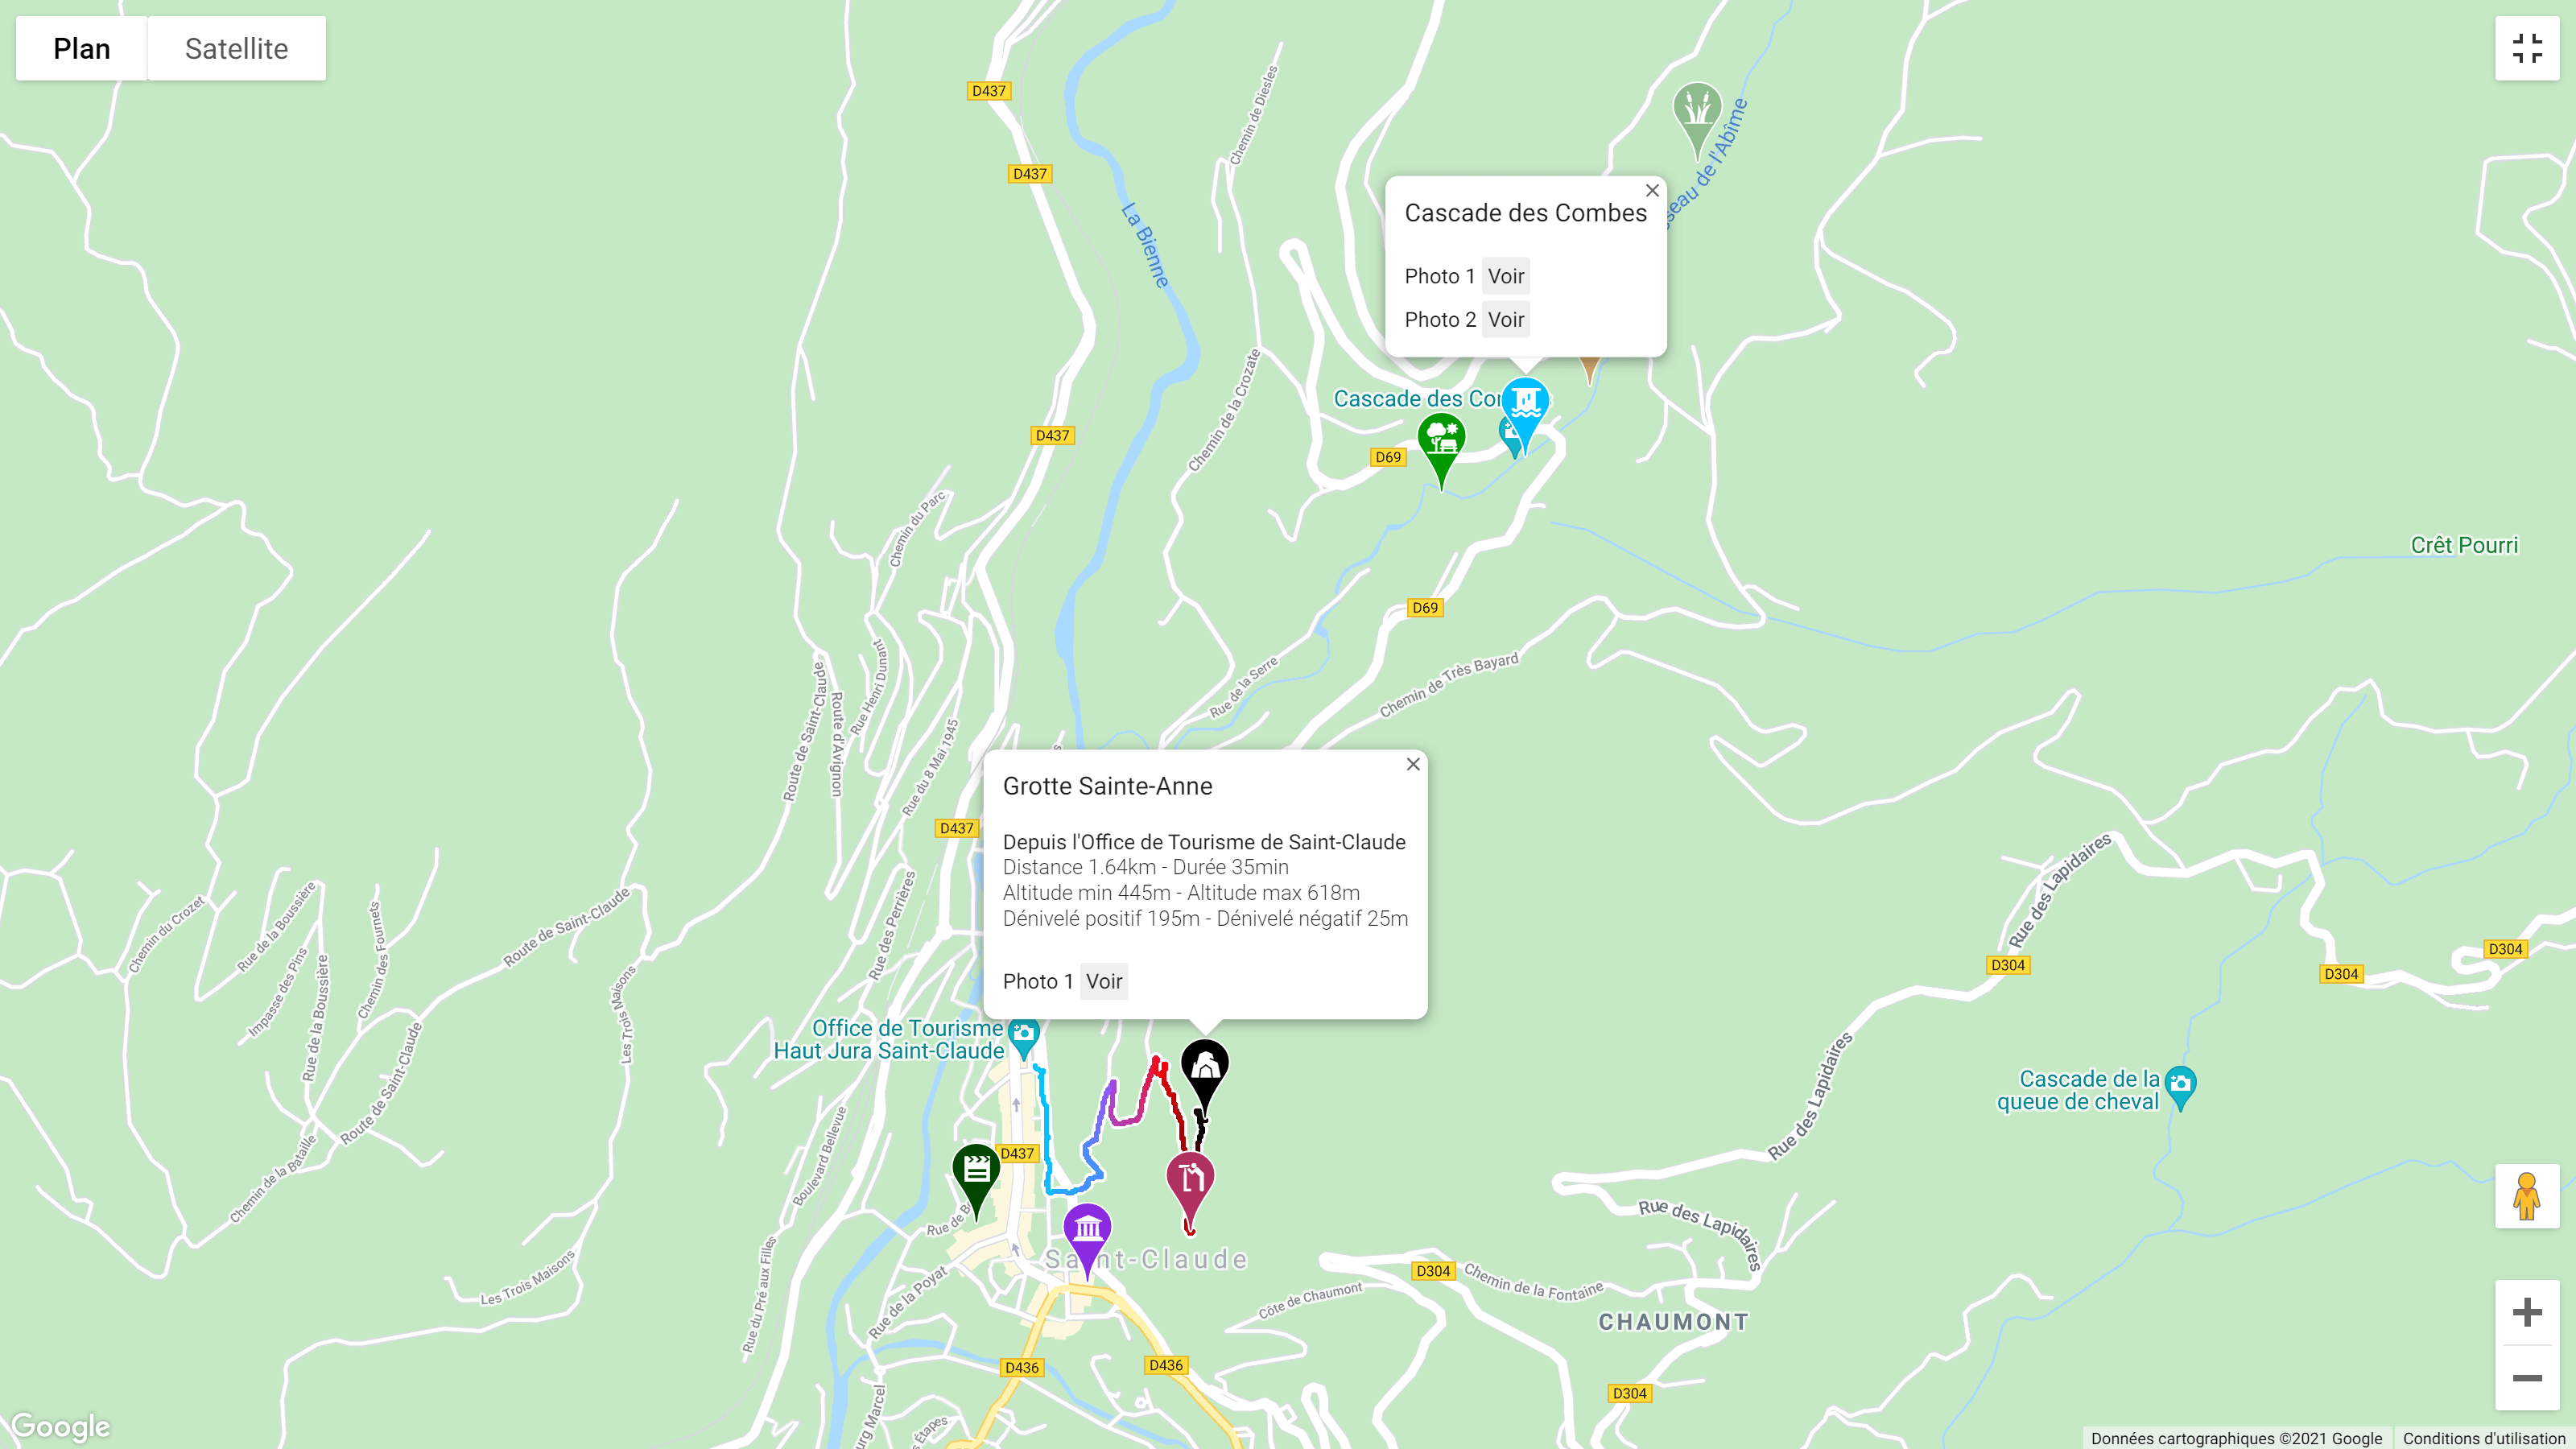 Plan
Satellite
D437
Chemin de Diesles
D437
La Bienne
Cascade des Combes
Photo 1 Voir
Photo 2 Voir
de l'Abîme
Chemin de la Crozate
Cascade des
D437
D69
Chemin du Parc
Crêt Pourri
D69
Rue Henri Dunant
Route de Saint-Claude
Route d'Avignon
Rue du 8 Mai 1945
Rue de la Serre
Chemin de Très Bayard
Grotte Sainte-Anne
Depuis l'Office de Tourisme de Saint-Claude
Distance 1.64km - Durée 35min
Altitude min 445m - Altitude max 618m
Dénivelé positif 195m - Dénivelé négatif 25m
Photo 1 Voir
D437
Rue des Perrières
Chemin du Crozet
Rue de la Boussière
Impasse des Pins
Rue de la Boussière
Chemin des Fournets
Route de Saint-Claude
Les Trois Maisons
Route de Saint-Claude
Chemin de la Bataille
Les Trois Maisons
Rue des Lapidaires
D304
D304
D304
Rue des Lapidaires
Office de Tourisme
Haut Jura Saint-Claude
Cascade de la
queue de cheval
Boulevard Bellevue
D437
Rue de
Rue des Lapidaires
Saint-Claude
Rue du Pré aux Filles
Rue de la Poyat
Côte de Chaumont
D304
Chemin de la Fontaine
CHAUMONT
D436
D436
D304
Marcel
Étapes
Google
Données cartographiques ©2021 Google
Conditions d'utilisation